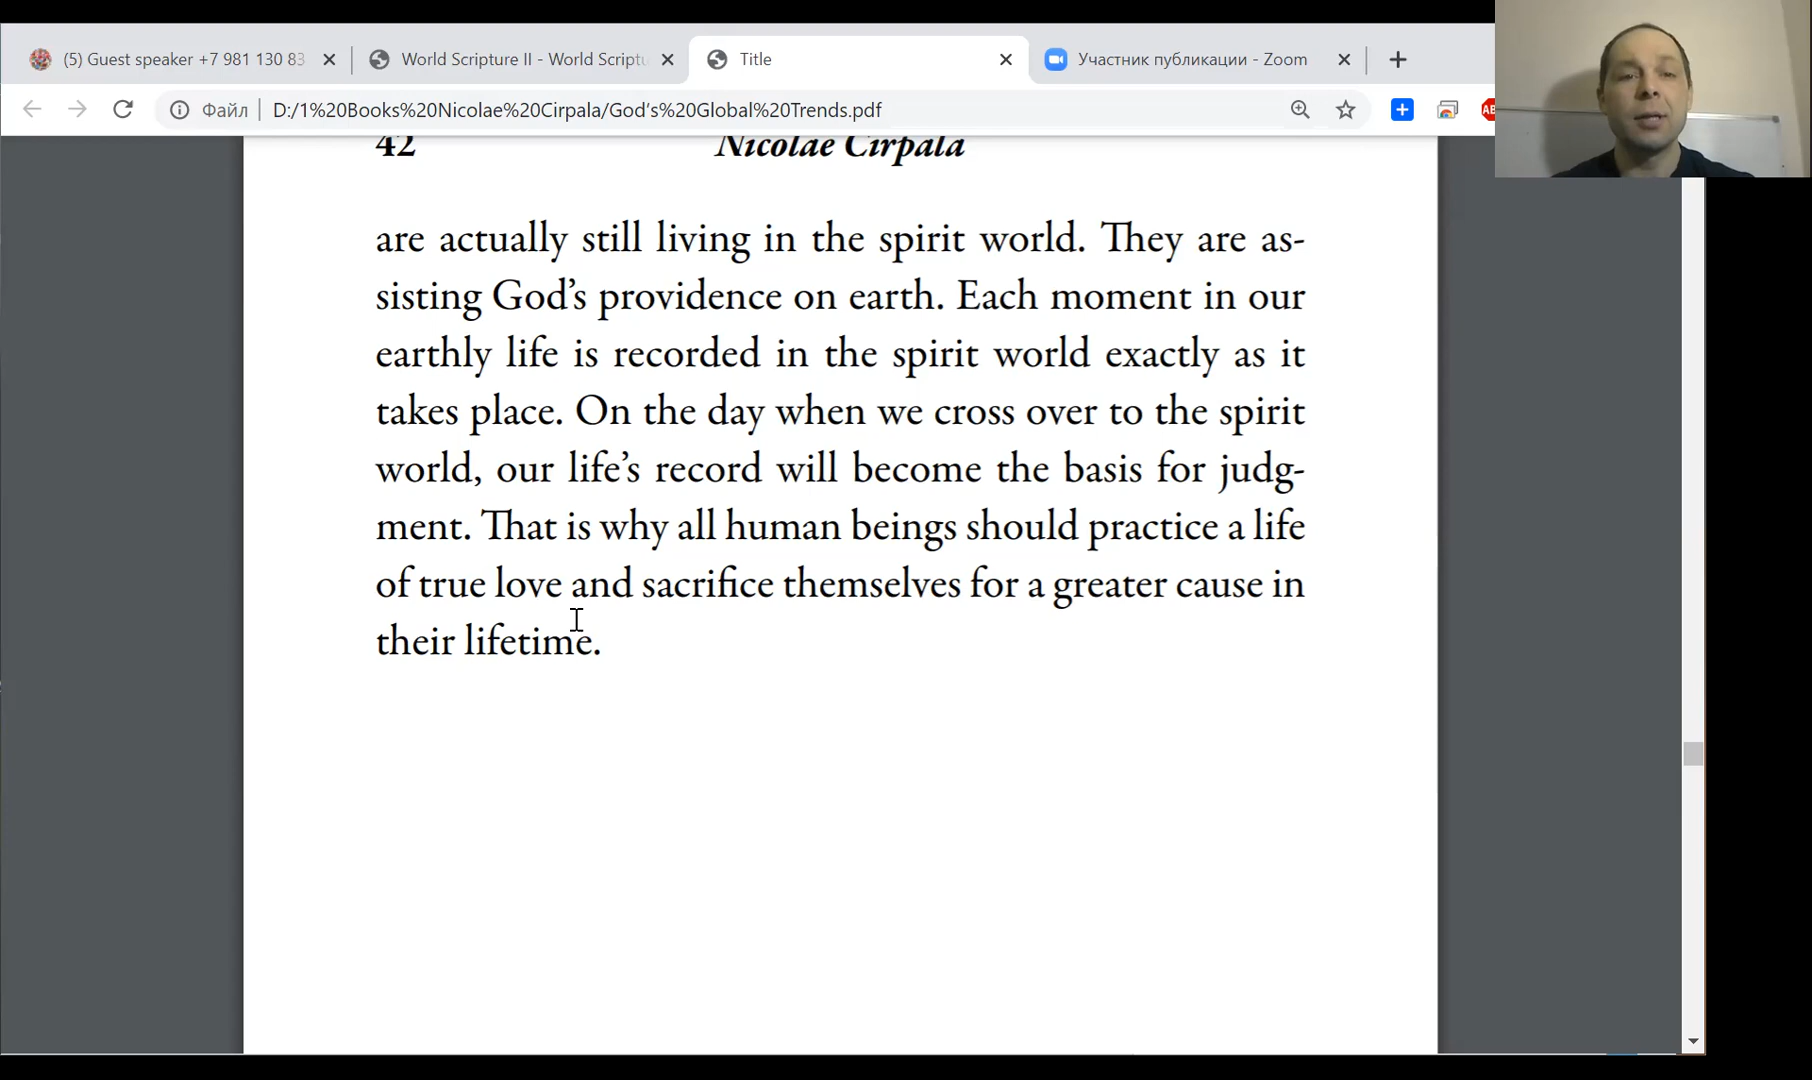 (5) Guest speaker +7 981 130 83
World Scripture II - World Scriptu
Title
Участник публикации - Zoom
Файл
D:/1%20Books%20Nicolae%20Cirpala/God's%20Global%20Trends.pdf
42
Nicolae Cirpala
are actually still living in the spirit world. They are as-
sisting God’s providence on earth. Each moment in our
earthly life is recorded in the spirit world exactly as it
takes place. On the day when we cross over to the spirit
world, our life’s record will become the basis for judg-
ment. That is why all human beings should practice a life
of true love and sacrifice themselves for a greater cause in
their lifetime.